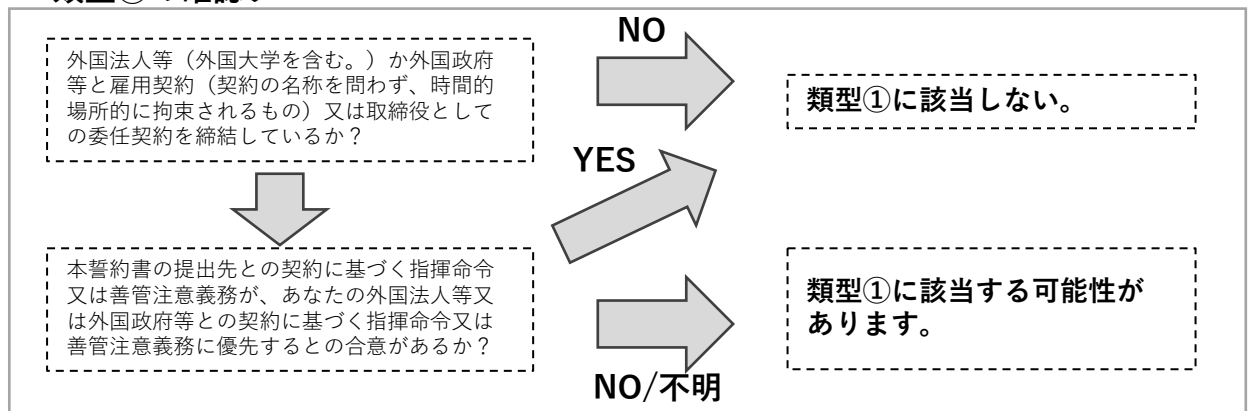 外国法人等（外国大学を含む。）か外国政府
等と雇用契約（契約の名称を問わず、時間的
場所的に拘束されるもの）又は取締役として
の委任契約を締結しているか？
NO
類型①に該当しない。
YES
本誓約書の提出先との契約に基づく指揮命令
又は善管注意義務が、あなたの外国法人等又
は外国政府等との契約に基づく指揮命令又は
善管注意義務に優先するとの合意があるか？
類型①に該当する可能性が
あります。
NO/不明